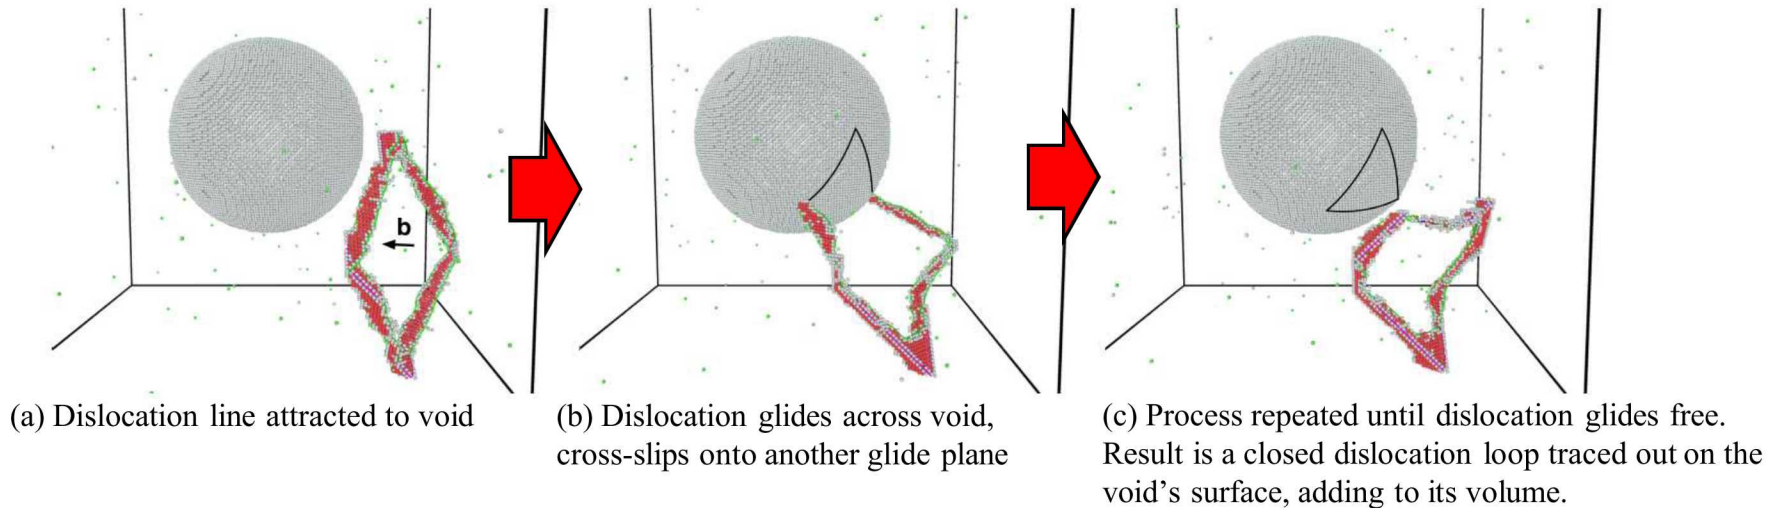 b
(a) Dislocation line attracted to void
(b) Dislocation glides across void,
cross-slips onto another glide plane
(c) Process repeated until dislocation glides free.
Result is a closed dislocation loop traced out on the
void’s surface, adding to its volume.